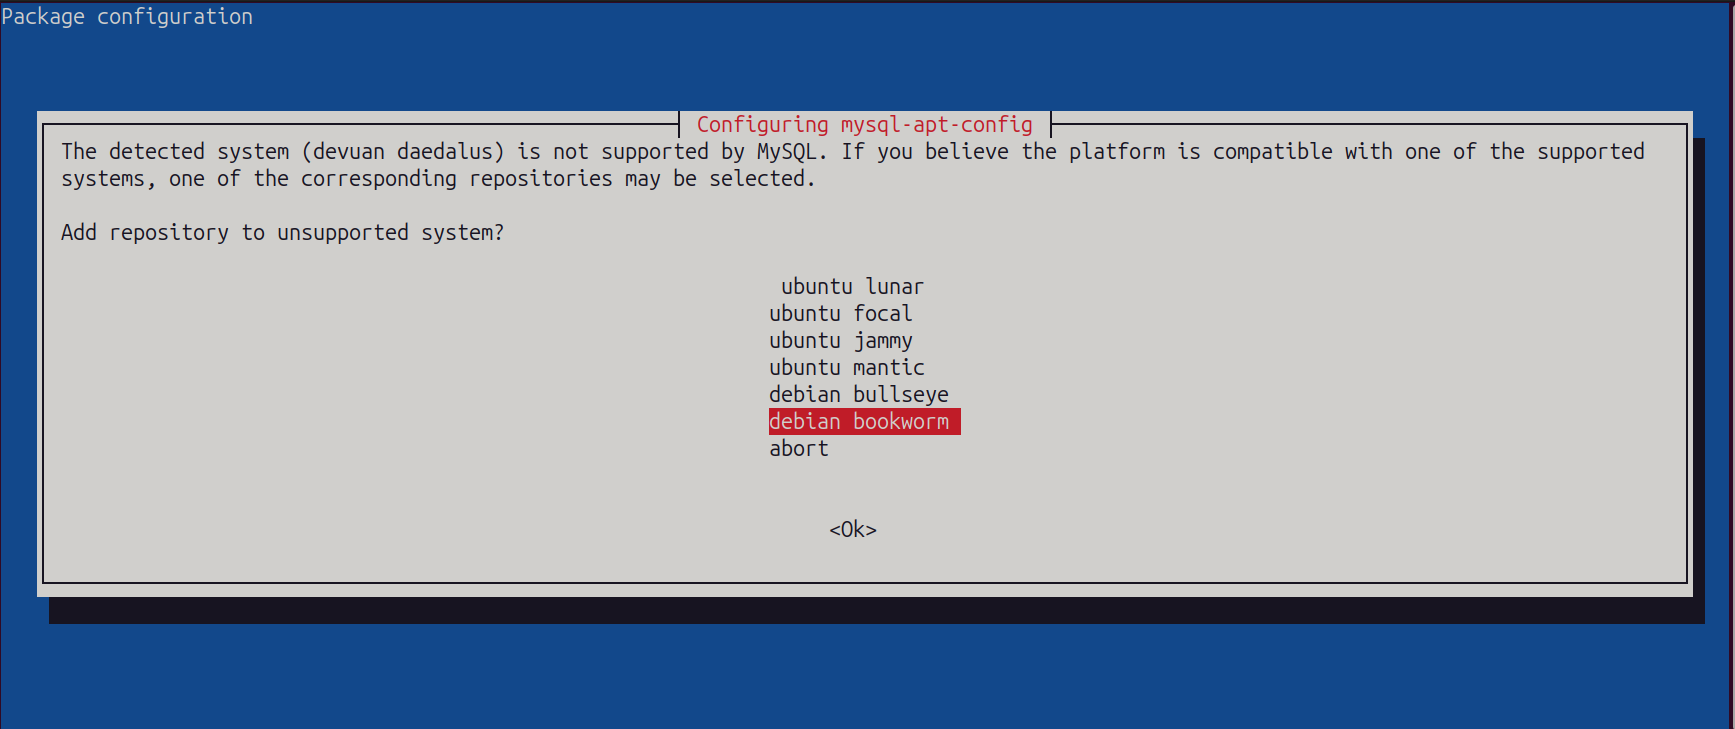 Package configuration
Configuring mysql-apt-config
The detected system (devuan daedalus) is not supported by MySQL. If you believe the platform is compatible with one of the supported
systems, one of the corresponding repositories may be selected.
Add repository to unsupported system?
ubuntu lunar
ubuntu focal
ubuntu jammy
ubuntu mantic
debian bullseye
debian bookworm
abort
<Ok>